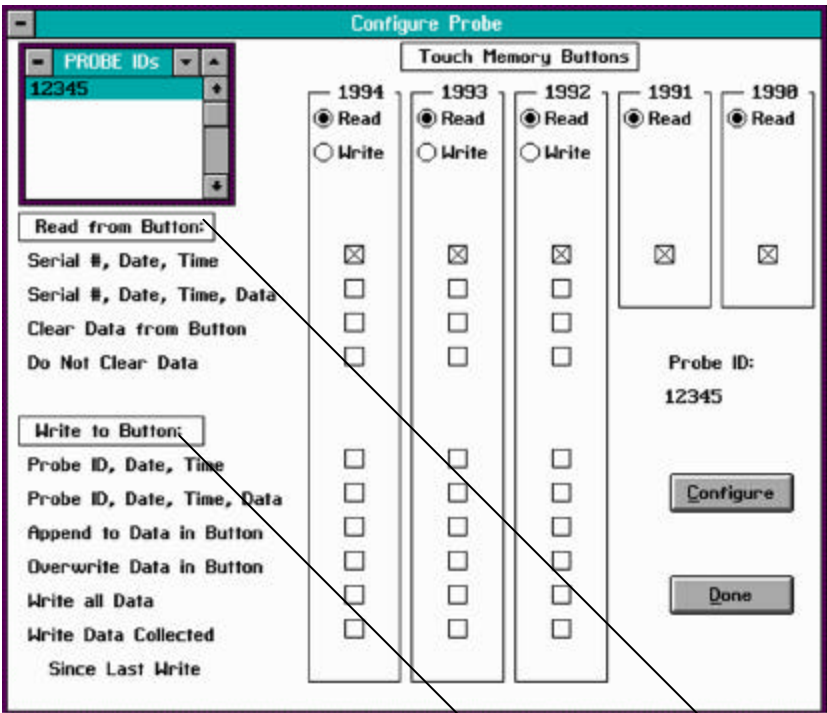 Configure Probe
PROBE IDs
12345
Touch Memory Buttons
1994 1993 1992 1991 1990
Read Read Read Read Read
Write Write Write
Read from Button:
Serial #, Date, Time
Serial #, Date, Time, Data
Clear Data from Button
Do Not Clear Data
Probe ID:
12345
Write to Button:
Probe ID, Date, Time
Probe ID, Date, Time, Data
Configure
Append to Data in Button
Overwrite Data in Button
Write all Data
Done
Write Data Collected
Since Last Write